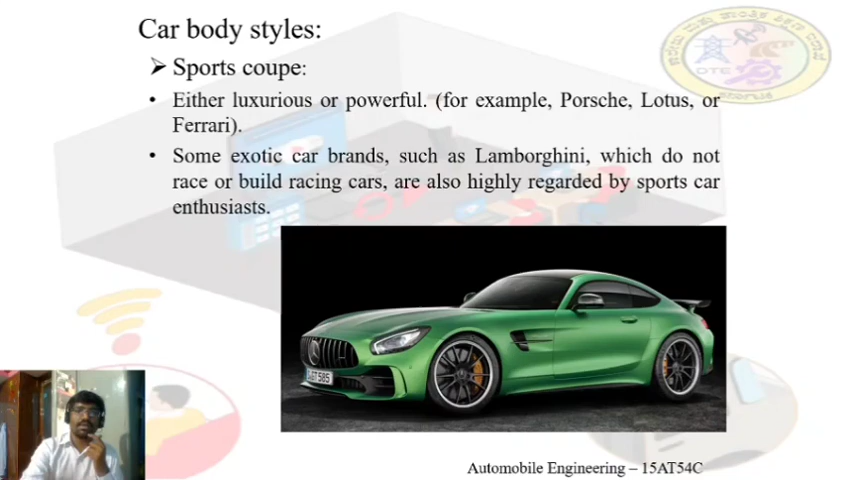 Car body styles:
➢ Sports coupe:
• Either luxurious or powerful. (for example, Porsche, Lotus, or
Ferrari).
• Some exotic car brands, such as Lamborghini, which do not
race or build racing cars, are also highly regarded by sports car
enthusiasts.
DTE
Automobile Engineering – 15AT54C